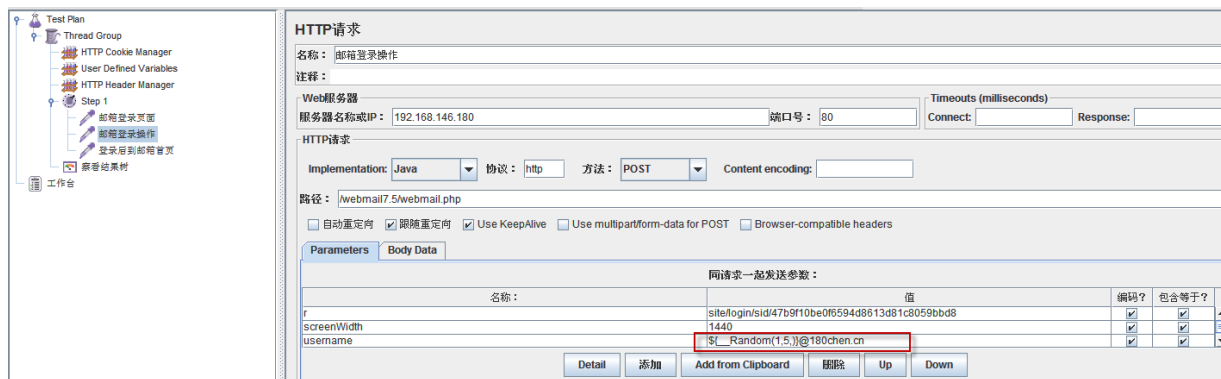 Test Plan
Thread Group
HTTP Cookie Manager
User Defined Variables
HTTP Header Manager
Step 1
邮箱登录页面
邮箱登录操作
登录后到邮箱首页
察看结果树
工作台
HTTP请求
名称： 邮箱登录操作
注释：
Web服务器
Timeouts (milliseconds)
服务器名称或IP： 192.168.146.180 端口号： 80 Connect: Response:
HTTP请求
Implementation: Java 协议： http 方法： POST Content encoding:
路径： /webmail7.5/webmail.php
自动重定向 跟随重定向 Use KeepAlive Use multipart/form-data for POST Browser-compatible headers
Parameters Body Data
同请求一起发送参数：
名称： 值 编码? 包含等于?
r site/login/sid/47b9f10be0f6594d8613d81c8059bbd8
screenWidth 1440
username ${__Random(1,5,)}@180chen.cn
Detail 添加 Add from Clipboard 删除 Up Down